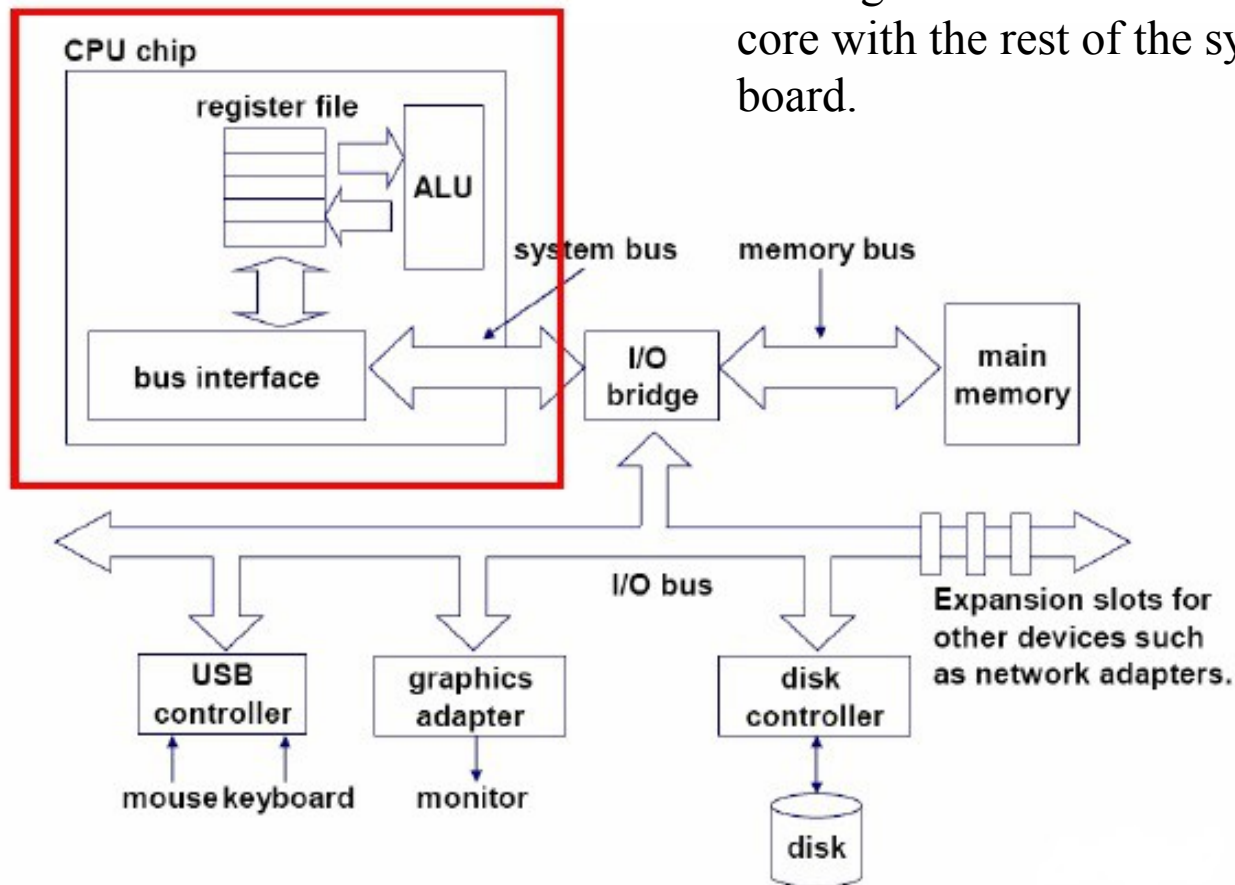 core with the rest of the
board.
CPU chip
register file
ALU
system bus
memory bus
bus interface
I/O
bridge
main
memory
I/O bus
Expansion slots for
other devices such
as network adapters.
USB
controller
graphics
adapter
disk
controller
mouse keyboard
monitor
disk